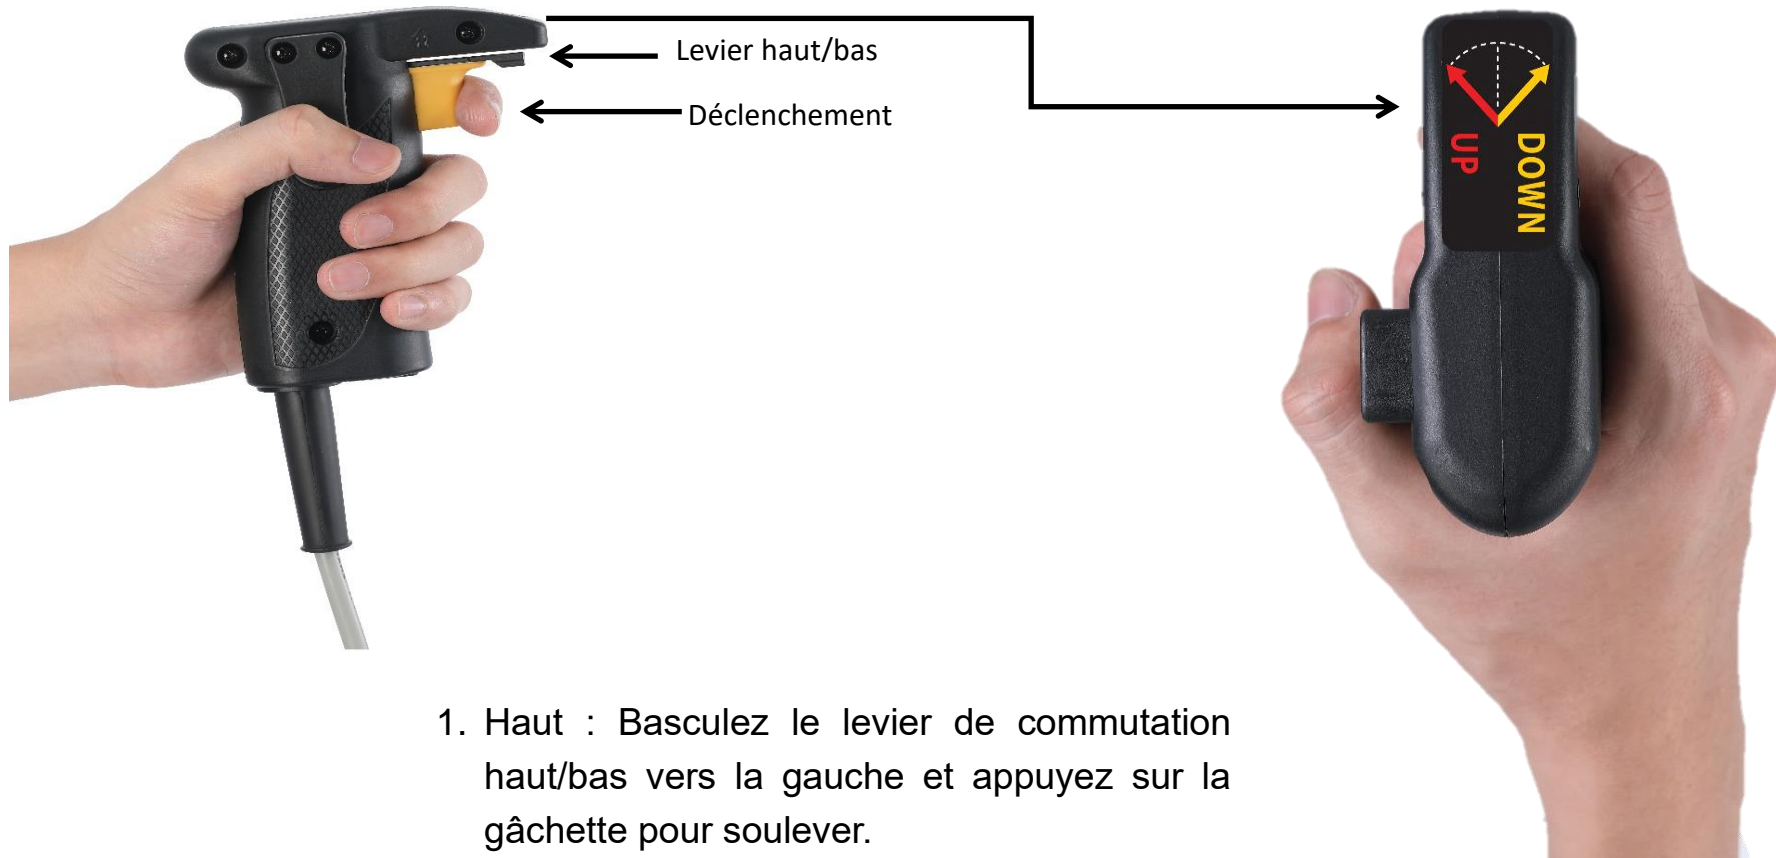 Levier haut/bas
Déclenchement
UP
DOWN
1. Haut : Basculez le levier de commutation
haut/bas vers la gauche et appuyez sur la
gâchette pour soulever.